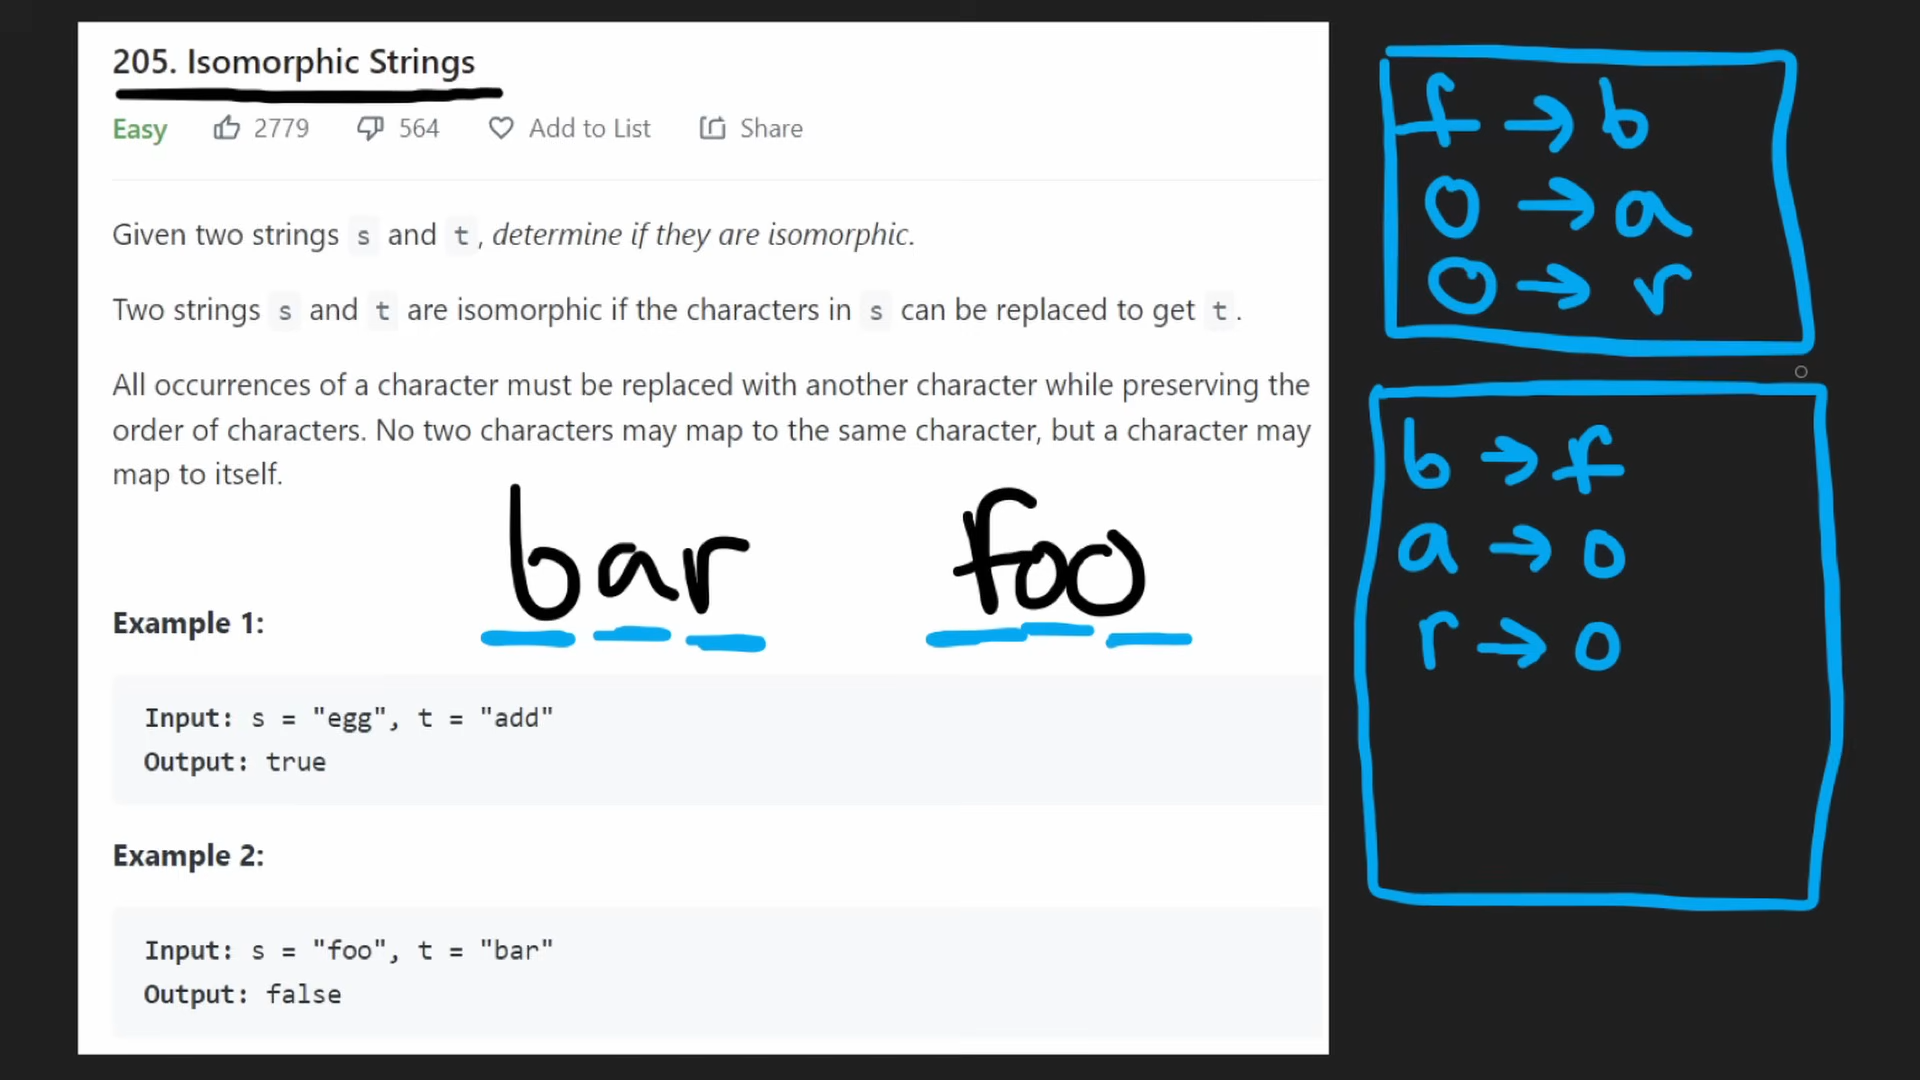 205. Isomorphic Strings
Easy 2779 564 Add to List Share
Given two strings s and t, determine if they are isomorphic.
Two strings s and t are isomorphic if the characters in s can be replaced to get t.
All occurrences of a character must be replaced with another character while preserving the
order of characters. No two characters may map to the same character, but a character may
map to itself.
bar foo
Example 1:
Input: s = "egg", t = "add"
Output: true
Example 2:
Input: s = "foo", t = "bar"
Output: false
f → b
o → a
o → r
b → f
a → o
r → o